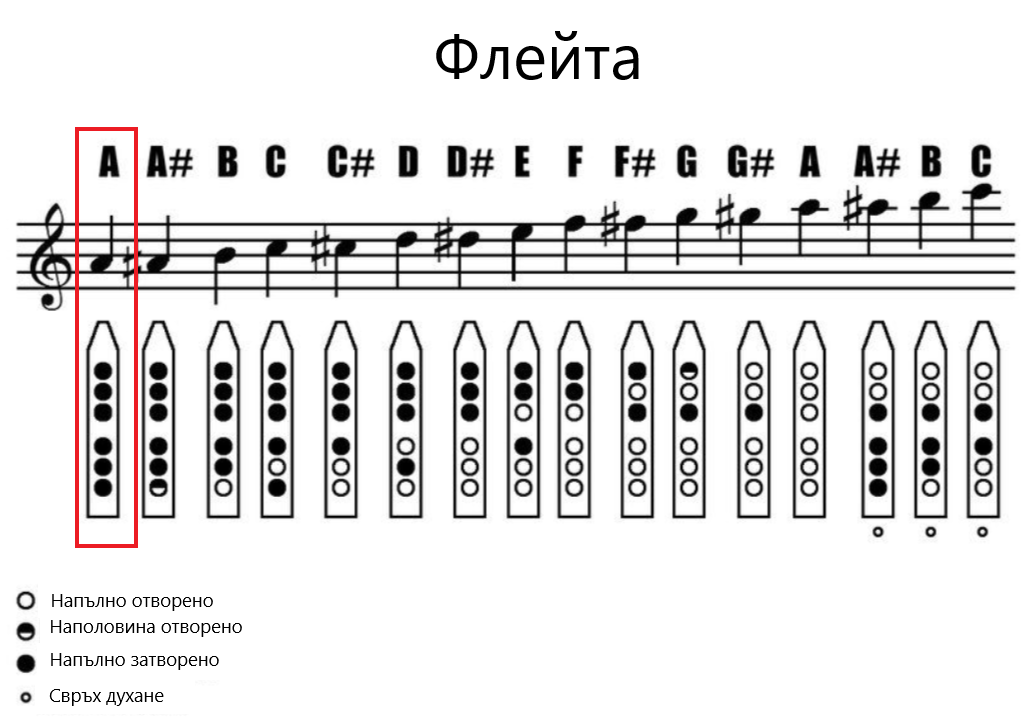 Флейта
A A# B C C# D D# E F F# G G# A A# B C
Напълно отворено
Наполовина отворено
Напълно затворено
Свръх духане